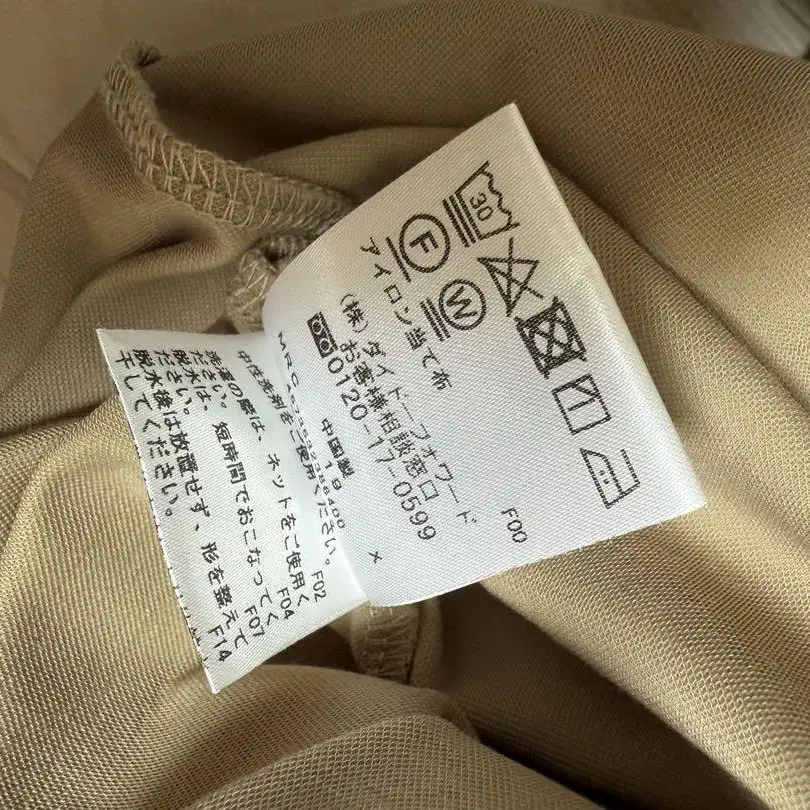 30
F
W
アイロン当て布
(株)ダイドーフォワード
お客様相談窓口
0120-17-0599
F00
中国製
19
×
中性洗剤をご使用ください。
F02
洗濯の際は、ネットをご使用く
ださい。
F04
脱水は、短時間でおこなってく
ださい。
F07
脱水後は放置せず、形を整えて
干してください。
F14